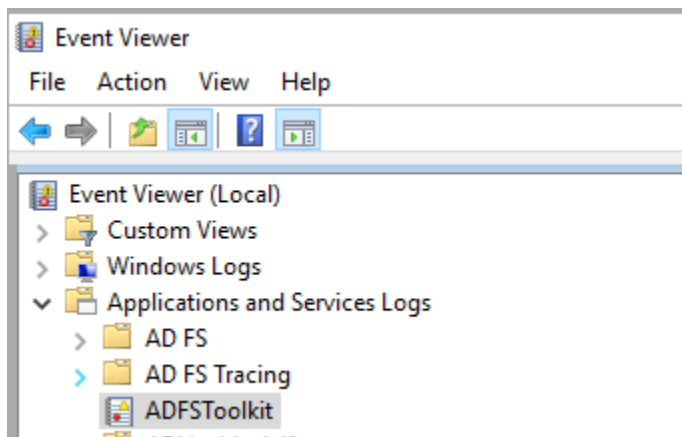 Event Viewer
File Action View Help
Event Viewer (Local)
Custom Views
Windows Logs
Applications and Services Logs
AD FS
AD FS Tracing
ADFSToolkit